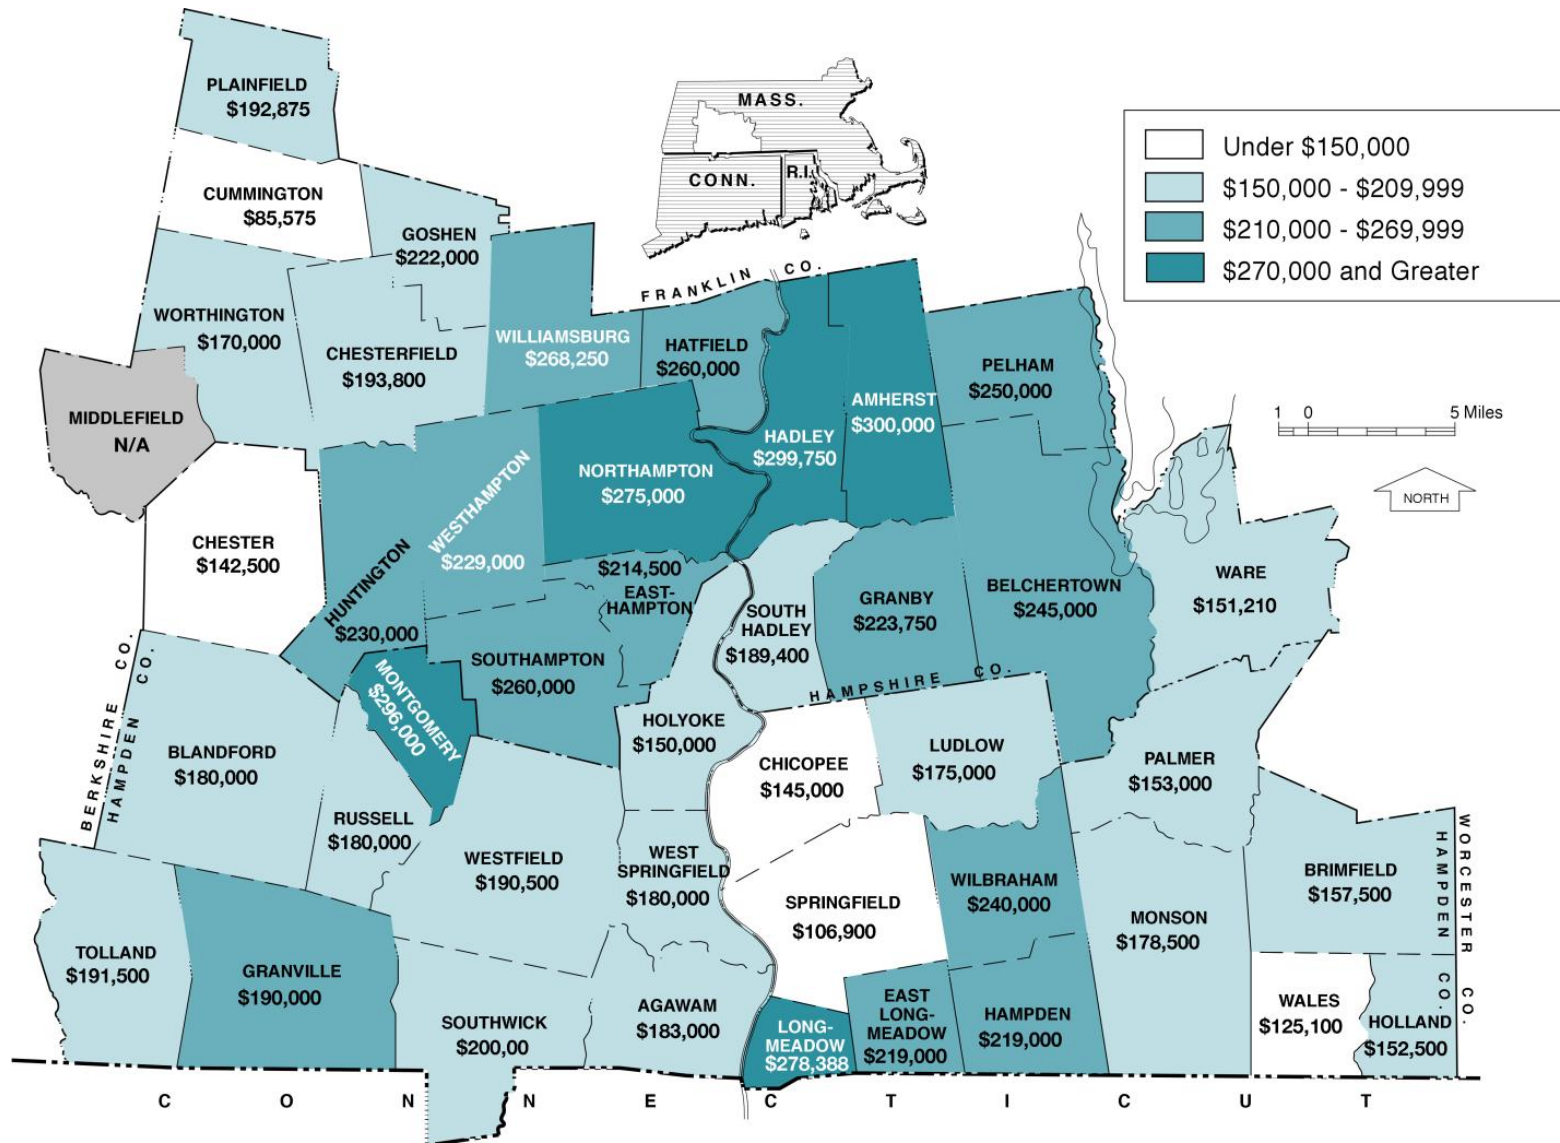 PLAINFIELD
$192,875
CUMMINGTON
$85,575
GOSHEN
$222,000
MASS.
CONN.
R.I.
Under $150,000
$150,000 - $209,999
$210,000 - $269,999
$270,000 and Greater
FRANKLIN CO.
WORTHINGTON
$170,000
CHESTERFIELD
$193,800
WILLIAMSBURG
$268,250
HATFIELD
$260,000
PELHAM
$250,000
MIDDLEFIELD
N/A
AMHERST
$300,000
HADLEY
$299,750
1 0 5 Miles
NORTH
NORTHAMPTON
$275,000
WESTHAMPTON
$229,000
CHESTER
$142,500
HUNTINGTON
$230,000
$214,500
EAST-
HAMPTON
SOUTH
HADLEY
$189,400
GRANBY
$223,750
BELCHERTOWN
$245,000
WARE
$151,210
BERKSHIRE CO.
HAMPDEN CO.
MONTGOMERY
$296,000
SOUTHAMPTON
$260,000
HAMPSHIRE CO.
BLANDFORD
$180,000
HOLYOKE
$150,000
CHICOPEE
$145,000
LUDLOW
$175,000
PALMER
$153,000
RUSSELL
$180,000
WESTFIELD
$190,500
WEST
SPRINGFIELD
$180,000
SPRINGFIELD
$106,900
WILBRAHAM
$240,000
MONSON
$178,500
BRIMFIELD
$157,500
HAMPDEN CO.
WORCESTER CO.
TOLLAND
$191,500
GRANVILLE
$190,000
SOUTHWICK
$200,00
AGAWAM
$183,000
LONG-
MEADOW
$278,388
EAST
LONG-
MEADOW
$219,000
HAMPDEN
$219,000
WALES
$125,100
HOLLAND
$152,500
CONNECTICUT